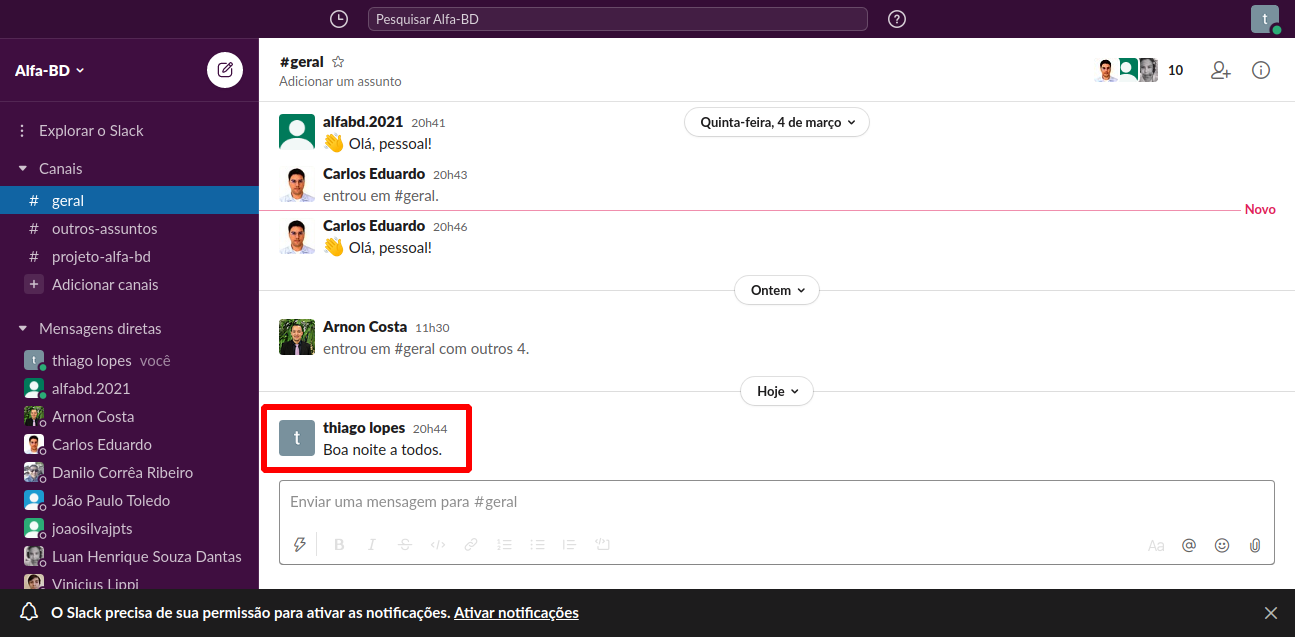 Pesquisar Alfa-BD
t
Alfa-BD
#geral
Adicionar um assunto
10
Explorar o Slack
Canais
# geral
# outros-assuntos
# projeto-alfa-bd
+ Adicionar canais
Mensagens diretas
t thiago lopes você
alfabd.2021
Arnon Costa
Carlos Eduardo
Danilo Corrêa Ribeiro
João Paulo Toledo
joaosilvajpts
Luan Henrique Souza Dantas
Vinicius Lippi
Quinta-feira, 4 de março
alfabd.2021 20h41
👋 Olá, pessoal!
Carlos Eduardo 20h43
entrou em #geral.
Novo
Carlos Eduardo 20h46
👋 Olá, pessoal!
Ontem
Arnon Costa 11h30
entrou em #geral com outros 4.
Hoje
t
thiago lopes 20h44
Boa noite a todos.
Enviar uma mensagem para #geral
B I S </> Aa @
O Slack precisa de sua permissão para ativar as notificações. Ativar notificações